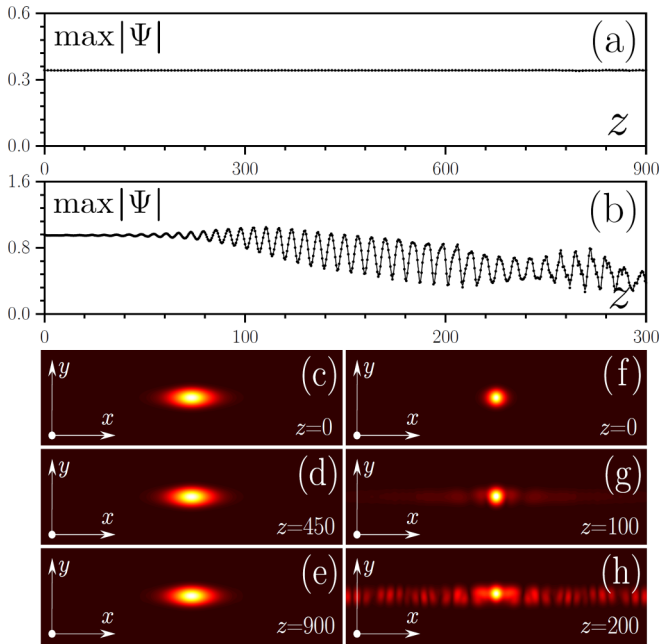 0.6
max|Ψ|
(a)
0.3
z
0.0
0
300
600
900
1.6
max|Ψ|
(b)
0.8
z
0.0
0
100
200
300
y
(c)
x
z=0
y
(f)
x
z=0
y
(d)
x
z=450
y
(g)
x
z=100
y
(e)
x
z=900
y
(h)
x
z=200